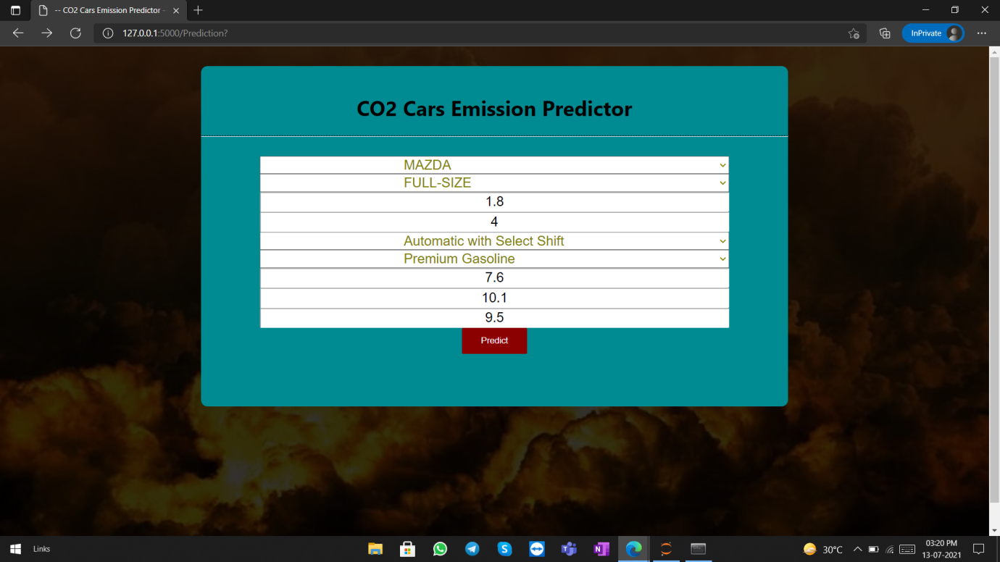 -- CO2 Cars Emission Predictor -
127.0.0.1:5000/Prediction?
InPrivate
CO2 Cars Emission Predictor
MAZDA
FULL-SIZE
1.8
4
Automatic with Select Shift
Premium Gasoline
7.6
10.1
9.5
Predict
Links
30°C
03:20 PM
13-07-2021